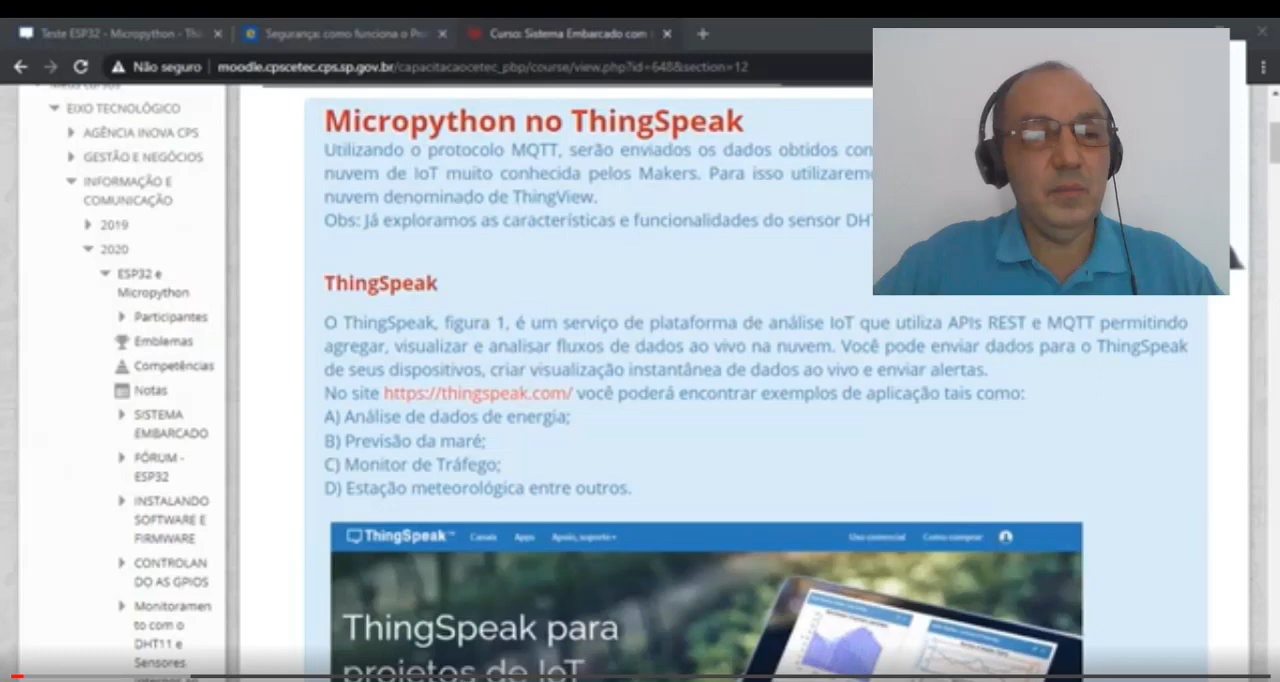 Teste ESP32 - Micropython - Thi
Segurança: como funciona o Pro
Curso: Sistema Embarcado com
Não seguro
moodle.cpscetec.cps.sp.gov.br/capacitacaocetec_pbp/course/view.php?id=648&section=12
Meus cursos
EIXO TECNOLÓGICO
AGÊNCIA INOVA CPS
GESTÃO E NEGÓCIOS
INFORMAÇÃO E
COMUNICAÇÃO
2019
2020
ESP32 e
Micropython
Participantes
Emblemas
Competências
Notas
SISTEMA
EMBARCADO
FÓRUM -
ESP32
INSTALANDO
SOFTWARE E
FIRMWARE
CONTROLAN
DO AS GPIOS
Monitoramen
to com o
DHT11 e
Sensores
Micropython no ThingSpeak
Utilizando o protocolo MQTT, serão enviados os dados obtidos con
nuvem de IoT muito conhecida pelos Makers. Para isso utilizareme
nuvem denominado de ThingView.
Obs: Já exploramos as características e funcionalidades do sensor DHT
ThingSpeak
O ThingSpeak, figura 1, é um serviço de plataforma de análise IoT que utiliza APIs REST e MQTT permitindo
agregar, visualizar e analisar fluxos de dados ao vivo na nuvem. Você pode enviar dados para o ThingSpeak
de seus dispositivos, criar visualização instantânea de dados ao vivo e enviar alertas.
No site https://thingspeak.com/ você poderá encontrar exemplos de aplicação tais como:
A) Análise de dados de energia;
B) Previsão da maré;
C) Monitor de Tráfego;
D) Estação meteorológica entre outros.
ThingSpeak™ Canais Apps Apoio, suporte Uso comercial Como comprar
ThingSpeak para
projetos de IoT